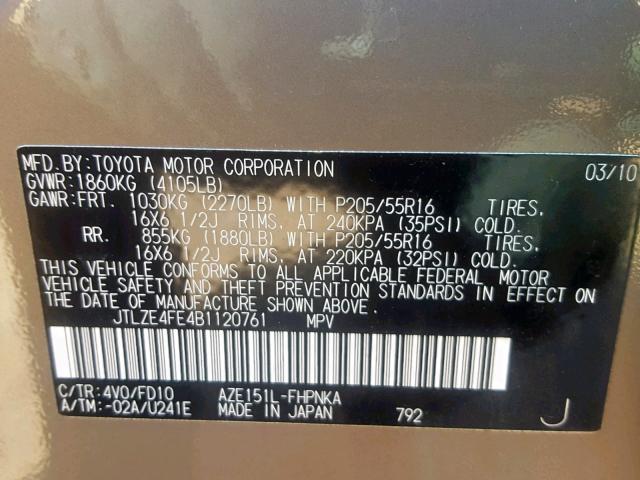 MFD.BY:TOYOTA MOTOR CORPORATION 03/10
GVWR:1860KG (4105LB)
GAWR:FRT. 1030KG (2270LB) WITH P205/55R16 TIRES,
16X6 1/2J RIMS, AT 240KPA (35PSI) COLD.
RR. 855KG (1880LB) WITH P205/55R16 TIRES,
16X6 1/2J RIMS, AT 220KPA (32PSI) COLD.
THIS VEHICLE CONFORMS TO ALL APPLICABLE FEDERAL MOTOR
VEHICLE SAFETY AND THEFT PREVENTION STANDARDS IN EFFECT ON
THE DATE OF MANUFACTURE SHOWN ABOVE.
JTLZE4FE4B1120761 MPV
C/TR:4V0/FD10 AZE151L-FHPNKA
A/TM:-02A/U241E MADE IN JAPAN 792 J